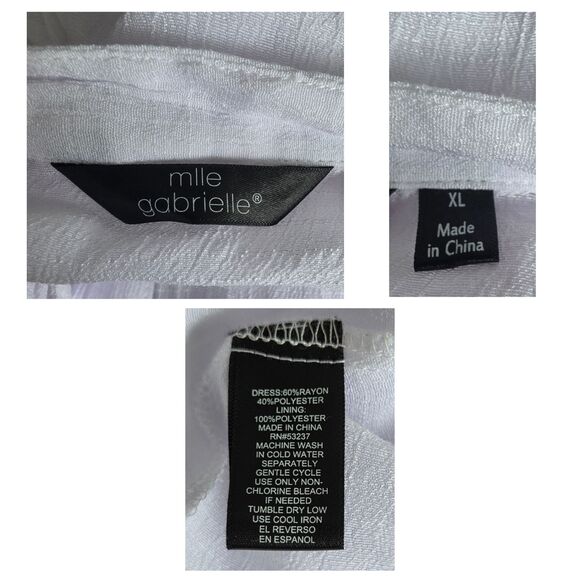 mlle
gabrielle®
XL
Made
in China
DRESS:60%RAYON
40%POLYESTER
LINING:
100%POLYESTER
MADE IN CHINA
RN#53237
MACHINE WASH
IN COLD WATER
SEPARATELY
GENTLE CYCLE
USE ONLY NON-
CHLORINE BLEACH
IF NEEDED
TUMBLE DRY LOW
USE COOL IRON
EL REVERSO
EN ESPANOL